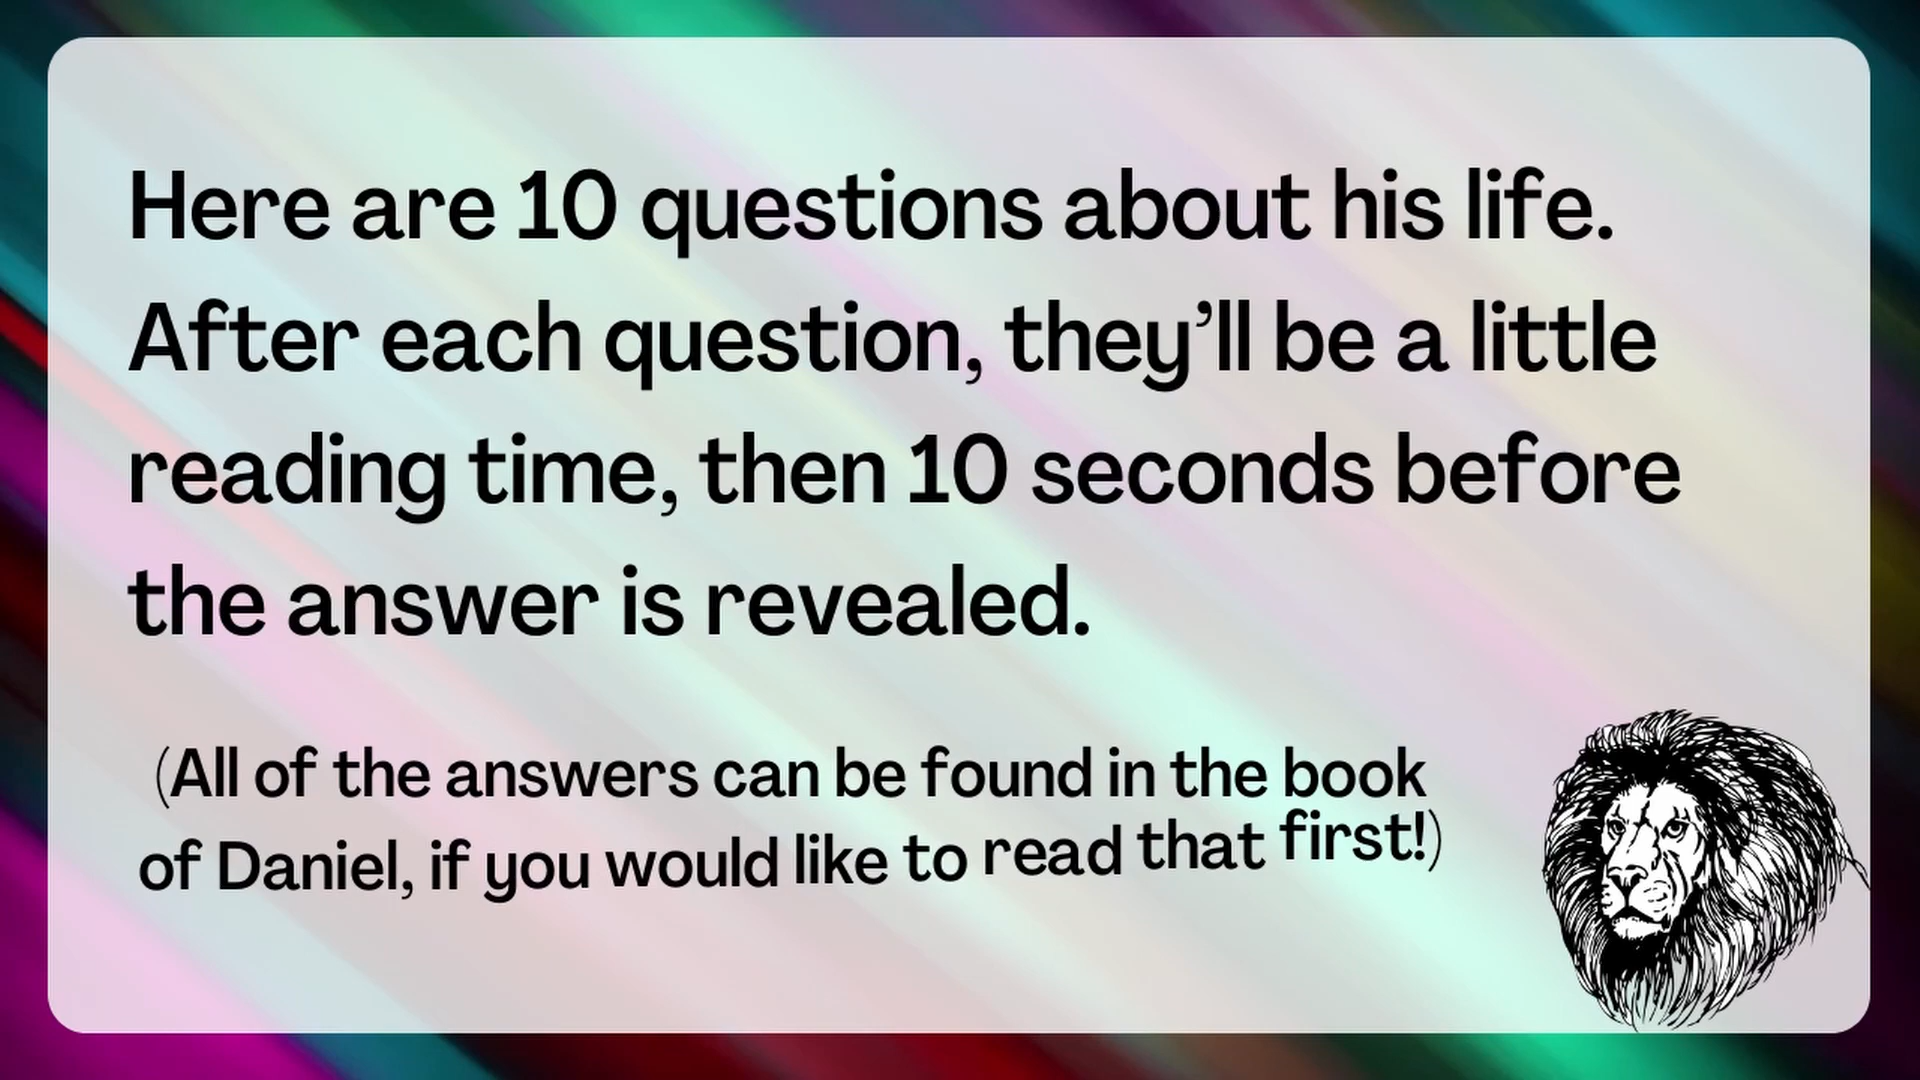 Here are 10 questions about his life.
After each question, they’ll be a little
reading time, then 10 seconds before
the answer is revealed.
(All of the answers can be found in the book
of Daniel, if you would like to read that first!)